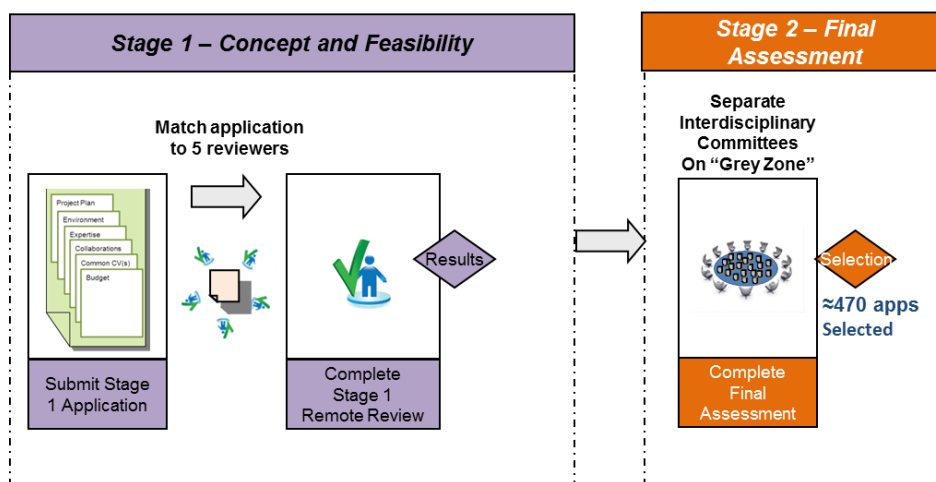 Stage 1 – Concept and Feasibility
Stage 2 – Final
Assessment
Match application
to 5 reviewers
Separate
Interdisciplinary
Committees
On “Grey Zone”
Project Plan
Environment
Expertise
Collaborations
Common CV(s)
Budget
Results
Selection
≈470 apps
Selected
Submit Stage
1 Application
Complete
Stage 1
Remote Review
Complete
Final
Assessment